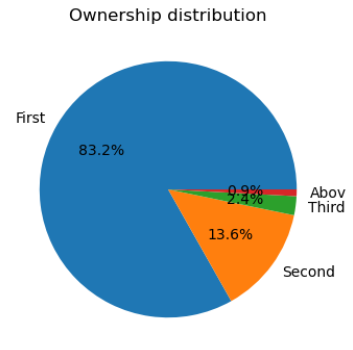 Ownership distribution
First
83.2%
0.9%
Abov
2.4%
Third
13.6%
Second